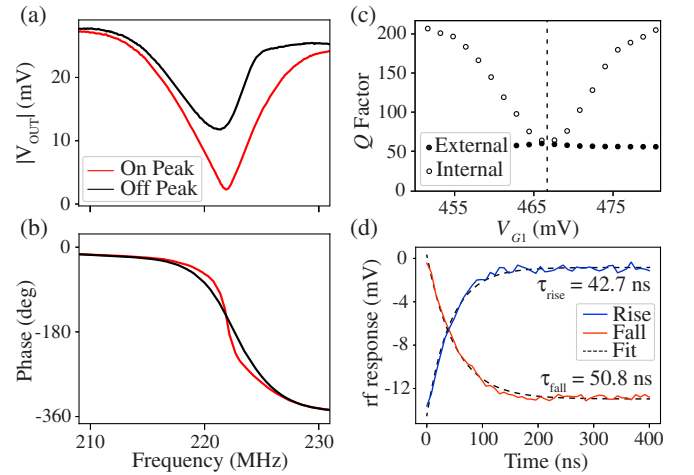 (a)
|V_OUT| (mV)
20
10
0
On Peak
Off Peak
(b)
Phase (deg)
0
-180
-360
210
220
230
Frequency (MHz)
(c)
Q Factor
200
150
100
50
0
External
Internal
455
465
475
V_G1 (mV)
(d)
rf response (mV)
0
-4
-8
-12
τ_rise = 42.7 ns
Rise
Fall
Fit
τ_fall = 50.8 ns
0
100
200
300
400
Time (ns)